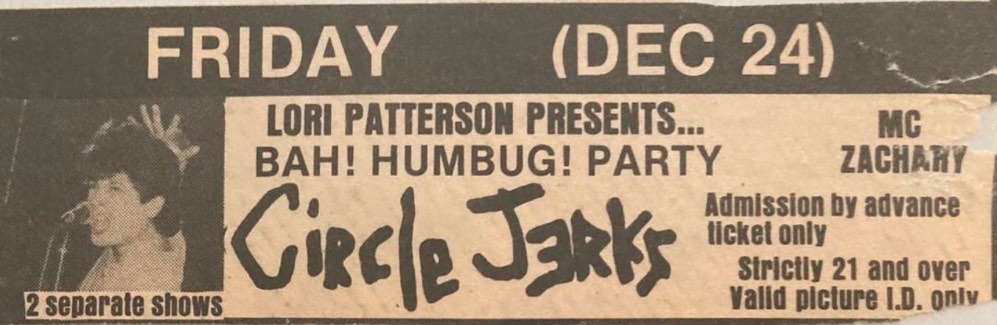 FRIDAY (DEC 24)
LORI PATTERSON PRESENTS...
BAH! HUMBUG! PARTY
CIRCLE JERKS
MC
ZACHARY
Admission by advance
ticket only
Strictly 21 and over
Valid picture I.D. only
2 separate shows